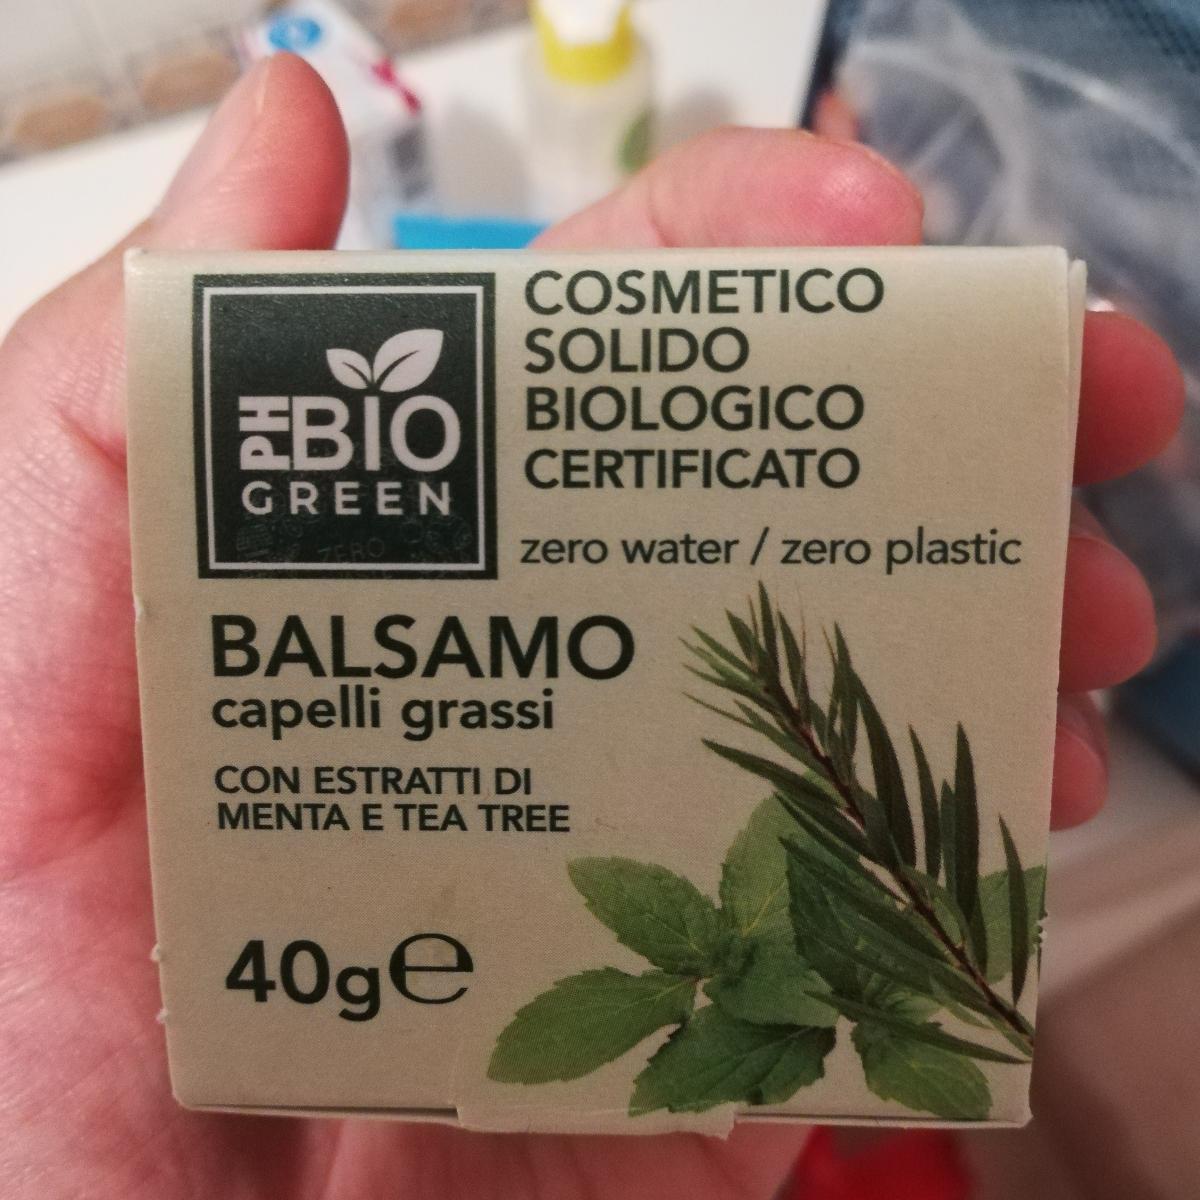 PH BIO
GREEN
ZERO
COSMETICO
SOLIDO
BIOLOGICO
CERTIFICATO
zero water / zero plastic
BALSAMO
capelli grassi
CON ESTRATTI DI
MENTA E TEA TREE
40g ℮